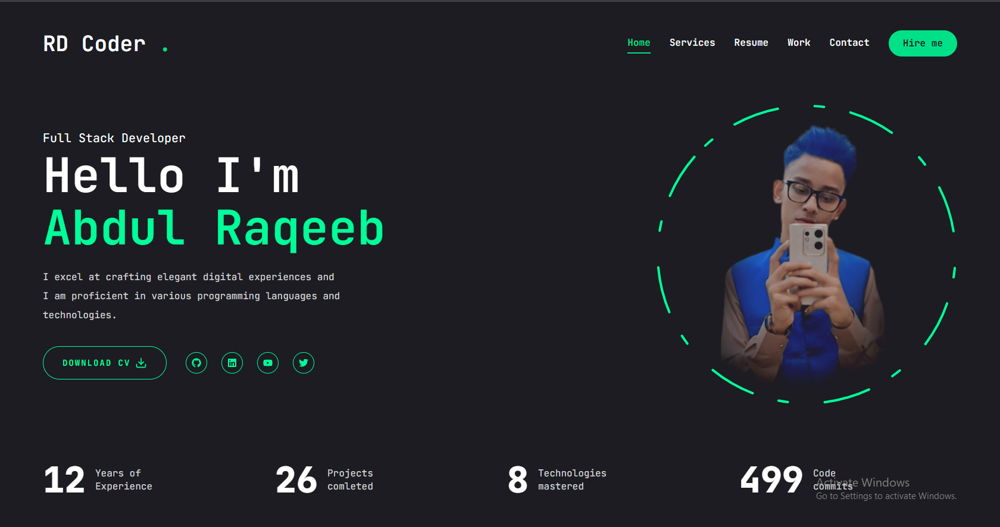 RD Coder .
Home
Services
Resume
Work
Contact
Hire me
Full Stack Developer
Hello I'm
Abdul Raqeeb
I excel at crafting elegant digital experiences and
I am proficient in various programming languages and
technologies.
DOWNLOAD CV
in
12
Years of
Experience
26
Projects
comleted
8
Technologies
mastered
499
Code
commits
Activate Windows
Go to Settings to activate Windows.